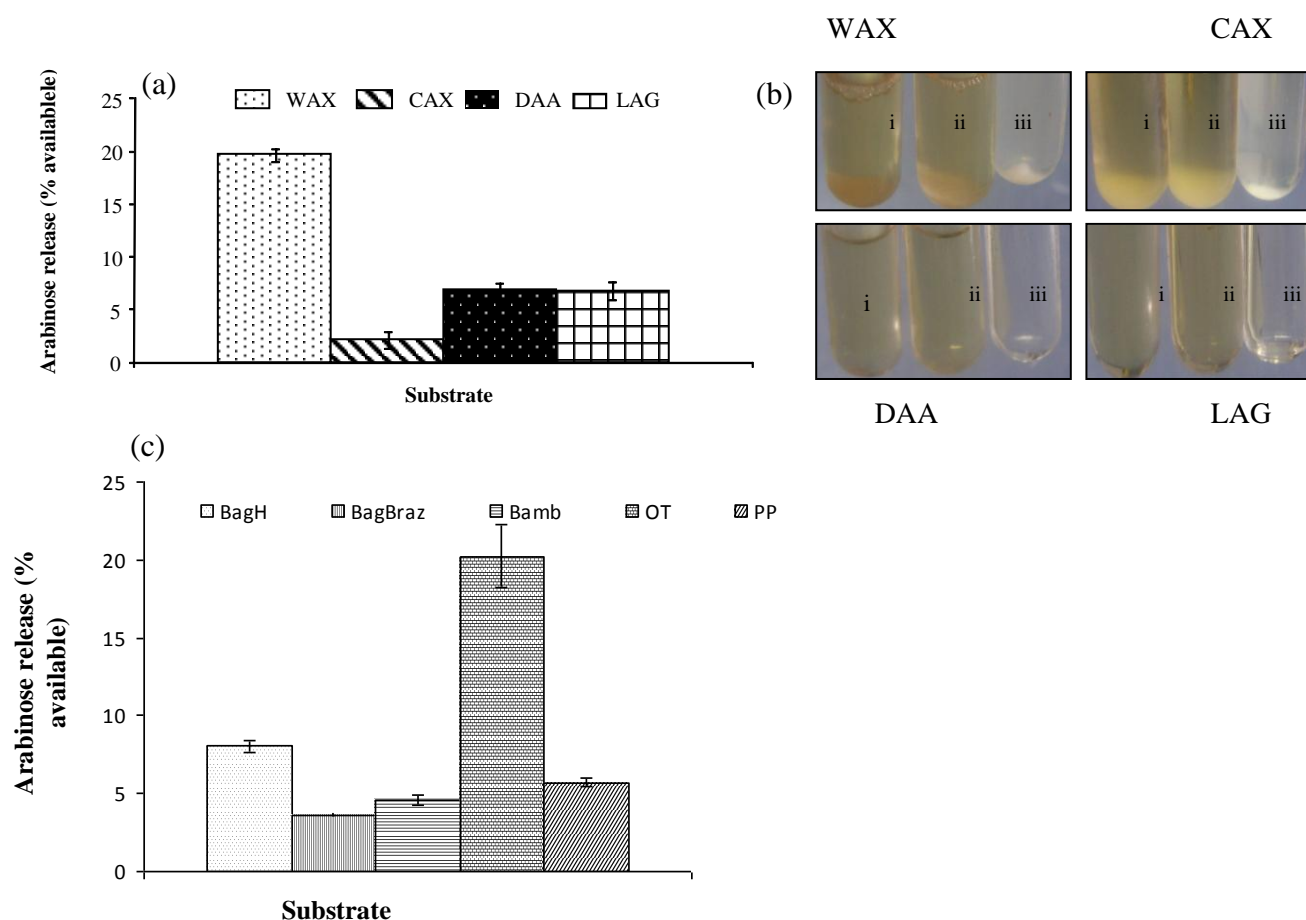 (a)
Arabinose release (% availablele)
25
20
15
10
5
0
WAX CAX DAA LAG
Substrate
(b)
WAX CAX
i ii iii
i ii iii
i ii iii
i ii iii
DAA LAG
(c)
Arabinose release (%
available)
25
20
15
10
5
0
BagH BagBraz Bamb OT PP
Substrate